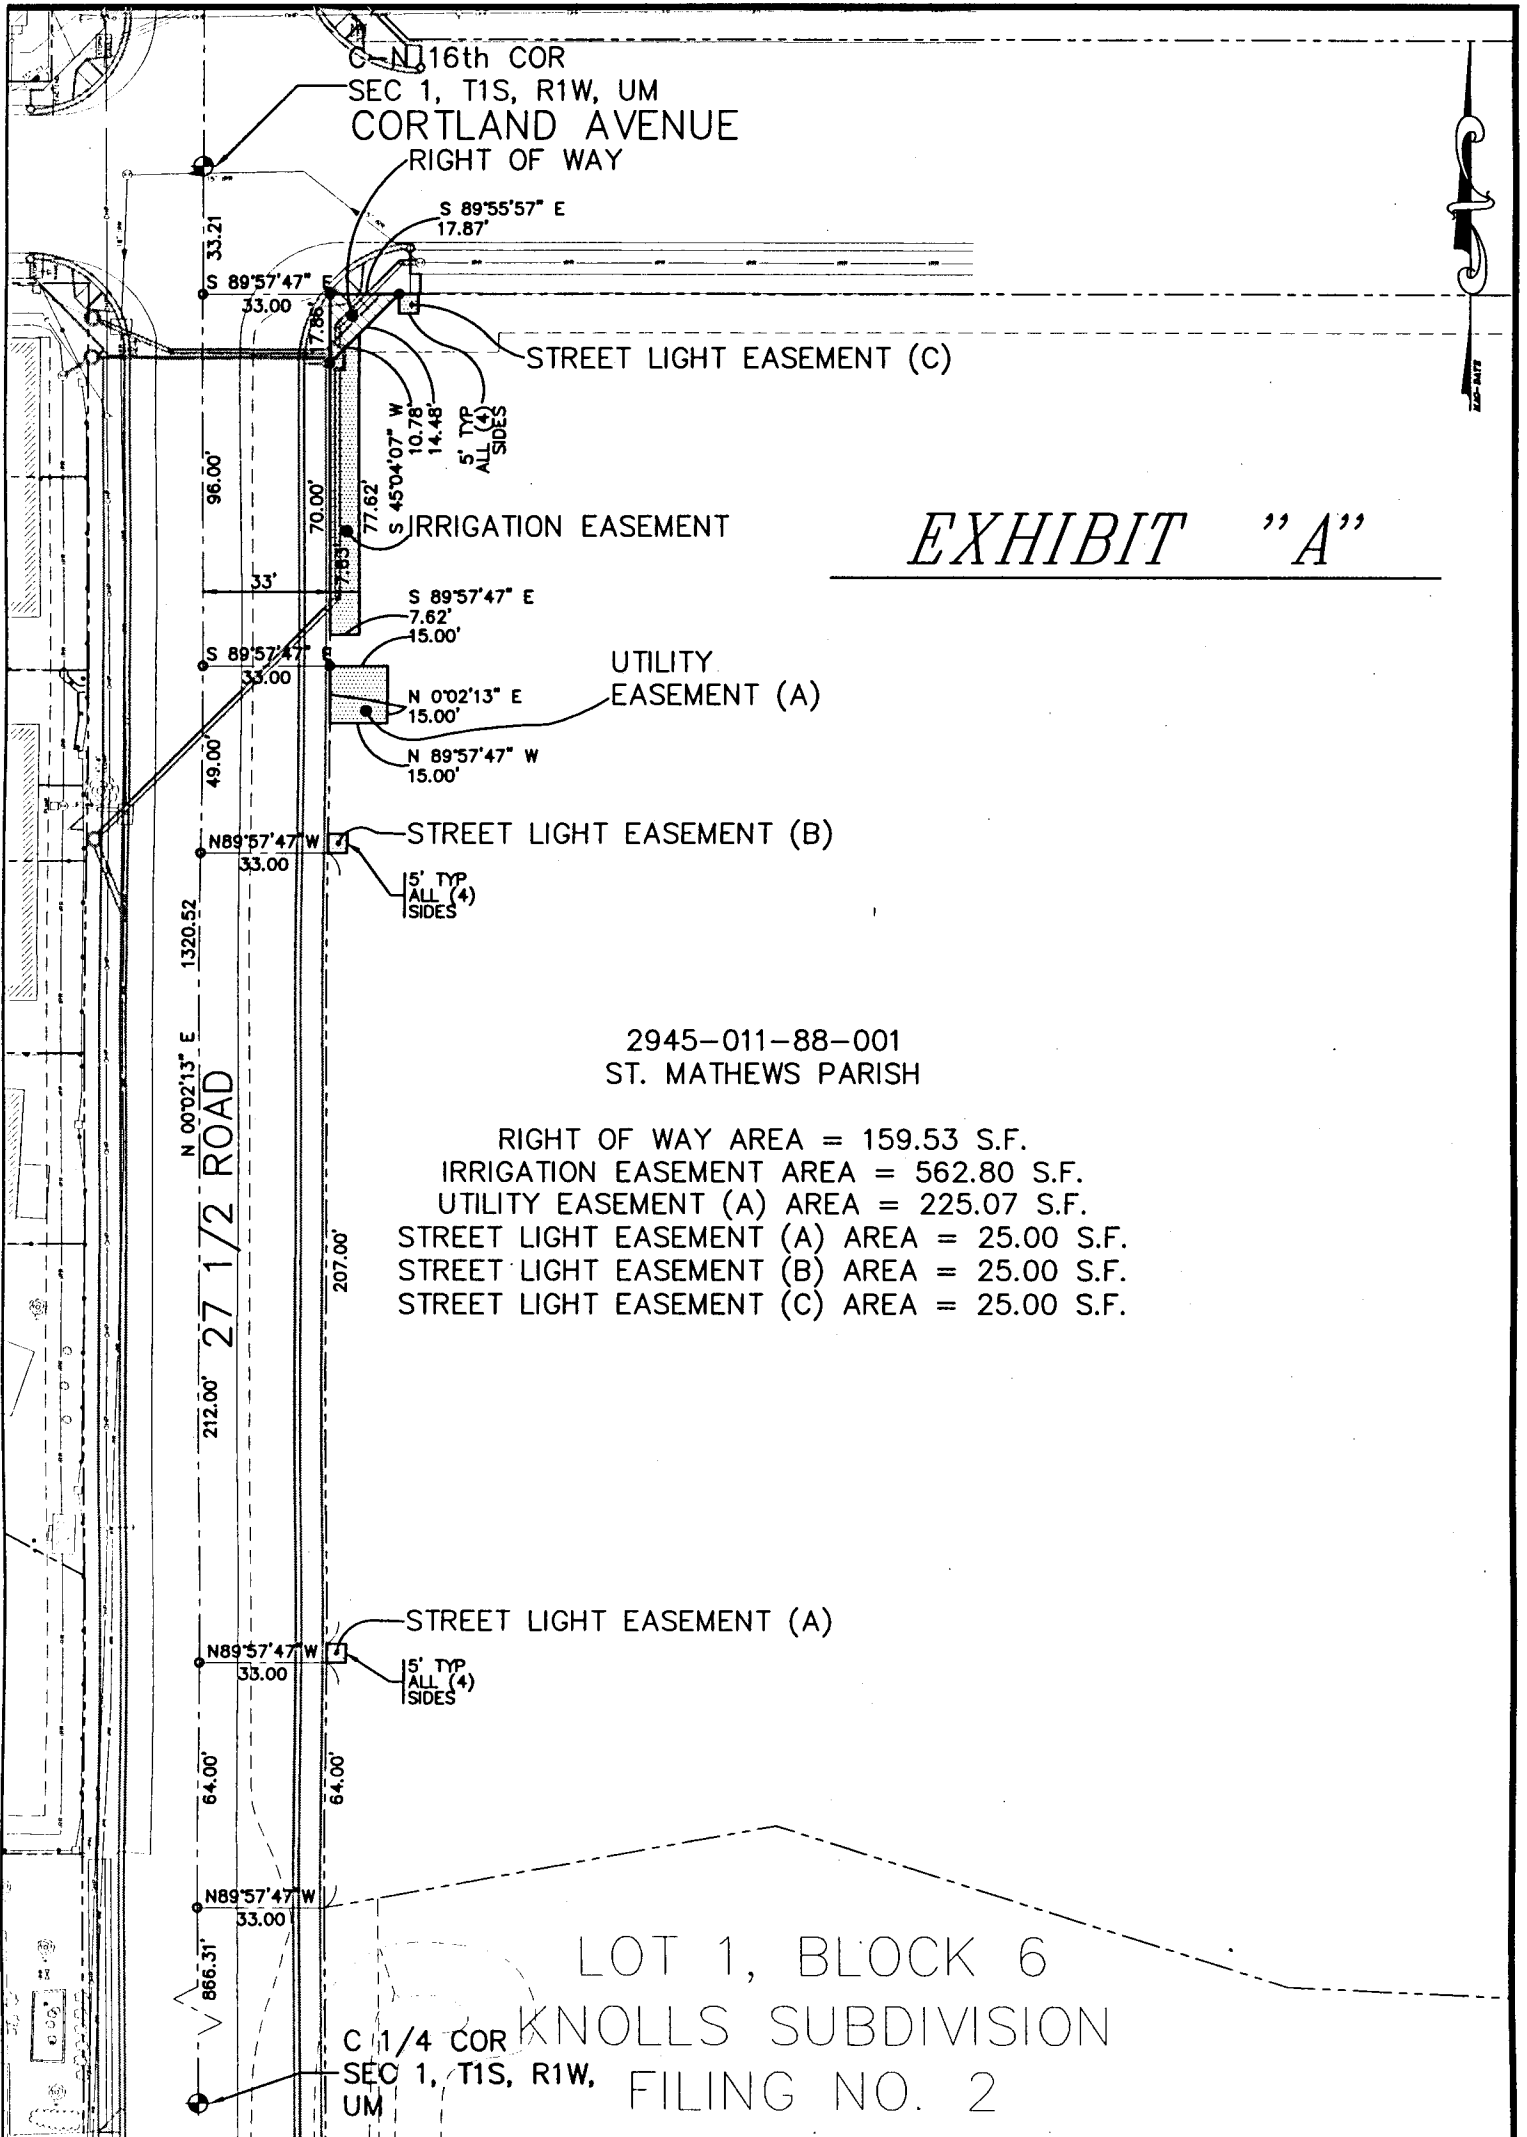 C-N 16th COR
SEC 1, T1S, R1W, UM
CORTLAND AVENUE
RIGHT OF WAY
S 89°55'57" E
17.87'
33.21
S 89°57'47" E
33.00
17.86'
STREET LIGHT EASEMENT (C)
S 45°04'07" W
10.78'
14.48'
5' TYP
ALL (4)
SIDES
96.00'
70.00'
77.62'
IRRIGATION EASEMENT
EXHIBIT "A"
33'
S 89°57'47" E
7.62'
15.00'
S 89°57'47" E
33.00
UTILITY
EASEMENT (A)
N 0°02'13" E
15.00'
N 89°57'47" W
15.00'
49.00'
N89°57'47" W
33.00
STREET LIGHT EASEMENT (B)
5' TYP
ALL (4)
SIDES
N 00°02'13" E 1320.52
27 1/2 ROAD
2945-011-88-001
ST. MATHEWS PARISH
RIGHT OF WAY AREA = 159.53 S.F.
IRRIGATION EASEMENT AREA = 562.80 S.F.
UTILITY EASEMENT (A) AREA = 225.07 S.F.
STREET LIGHT EASEMENT (A) AREA = 25.00 S.F.
STREET LIGHT EASEMENT (B) AREA = 25.00 S.F.
STREET LIGHT EASEMENT (C) AREA = 25.00 S.F.
207.00'
212.00'
STREET LIGHT EASEMENT (A)
N89°57'47" W
33.00
5' TYP
ALL (4)
SIDES
64.00'
64.00'
N89°57'47" W
33.00
866.31'
LOT 1, BLOCK 6
KNOLLS SUBDIVISION
FILING NO. 2
C 1/4 COR
SEC 1, T1S, R1W,
UM